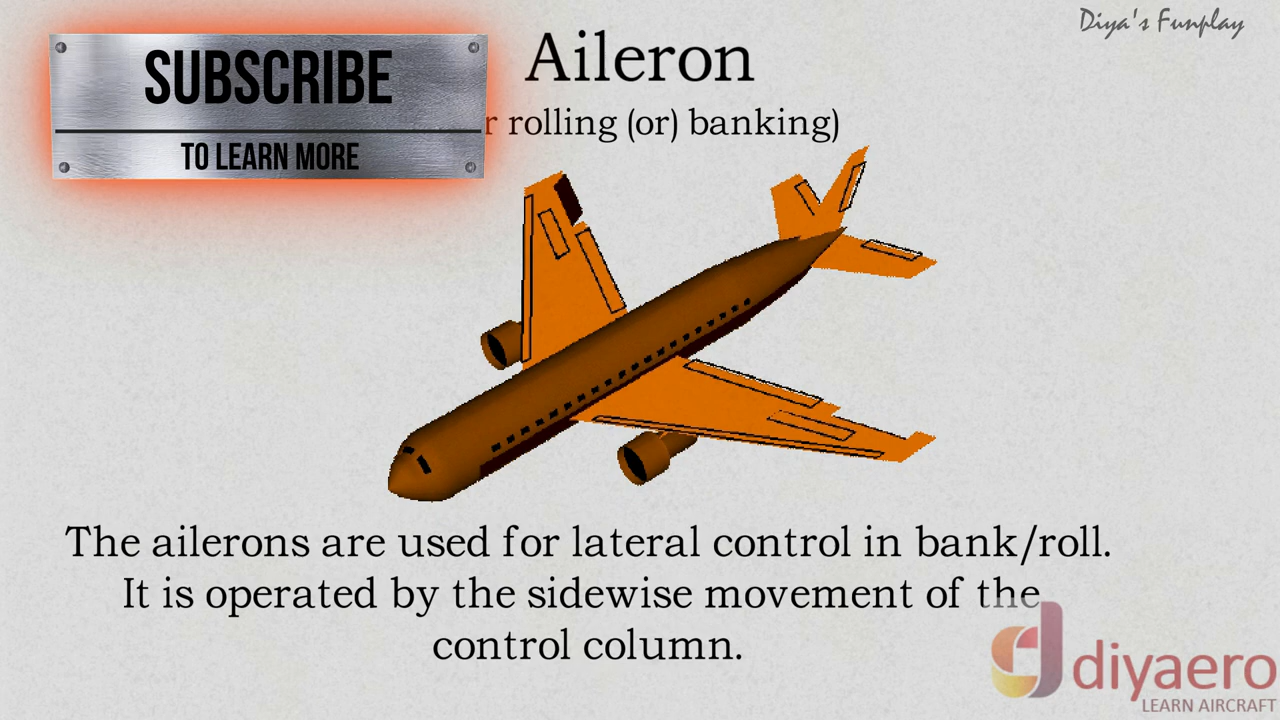 Diya's Funplay
SUBSCRIBE
TO LEARN MORE
Aileron
rolling (or) banking)
The ailerons are used for lateral control in bank/roll.
It is operated by the sidewise movement of the
control column.
diyaero
LEARN AIRCRAFT